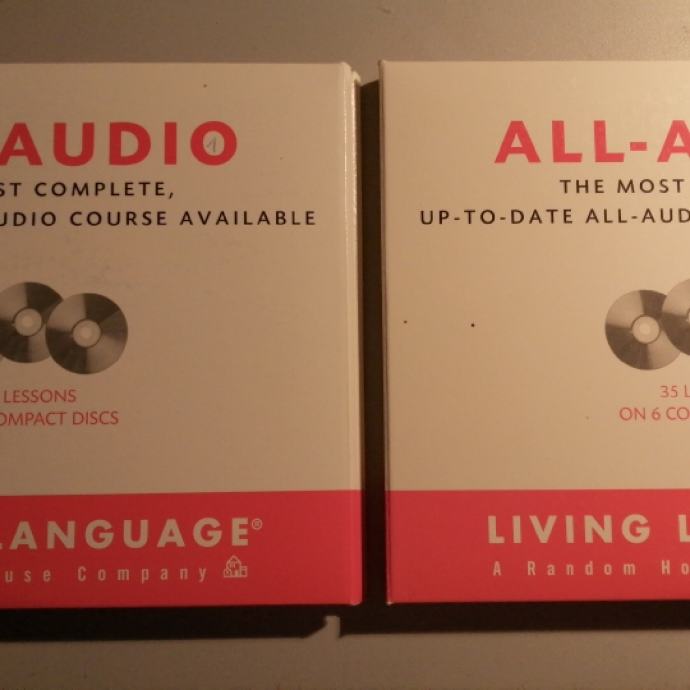 AUDIO
ST COMPLETE,
UDIO COURSE AVAILABLE
LESSONS
OMPACT DISCS
LANGUAGE®
use Company
ALL-A
THE MOST
UP-TO-DATE ALL-AUD
35 L
ON 6 CO
LIVING L
A Random Ho